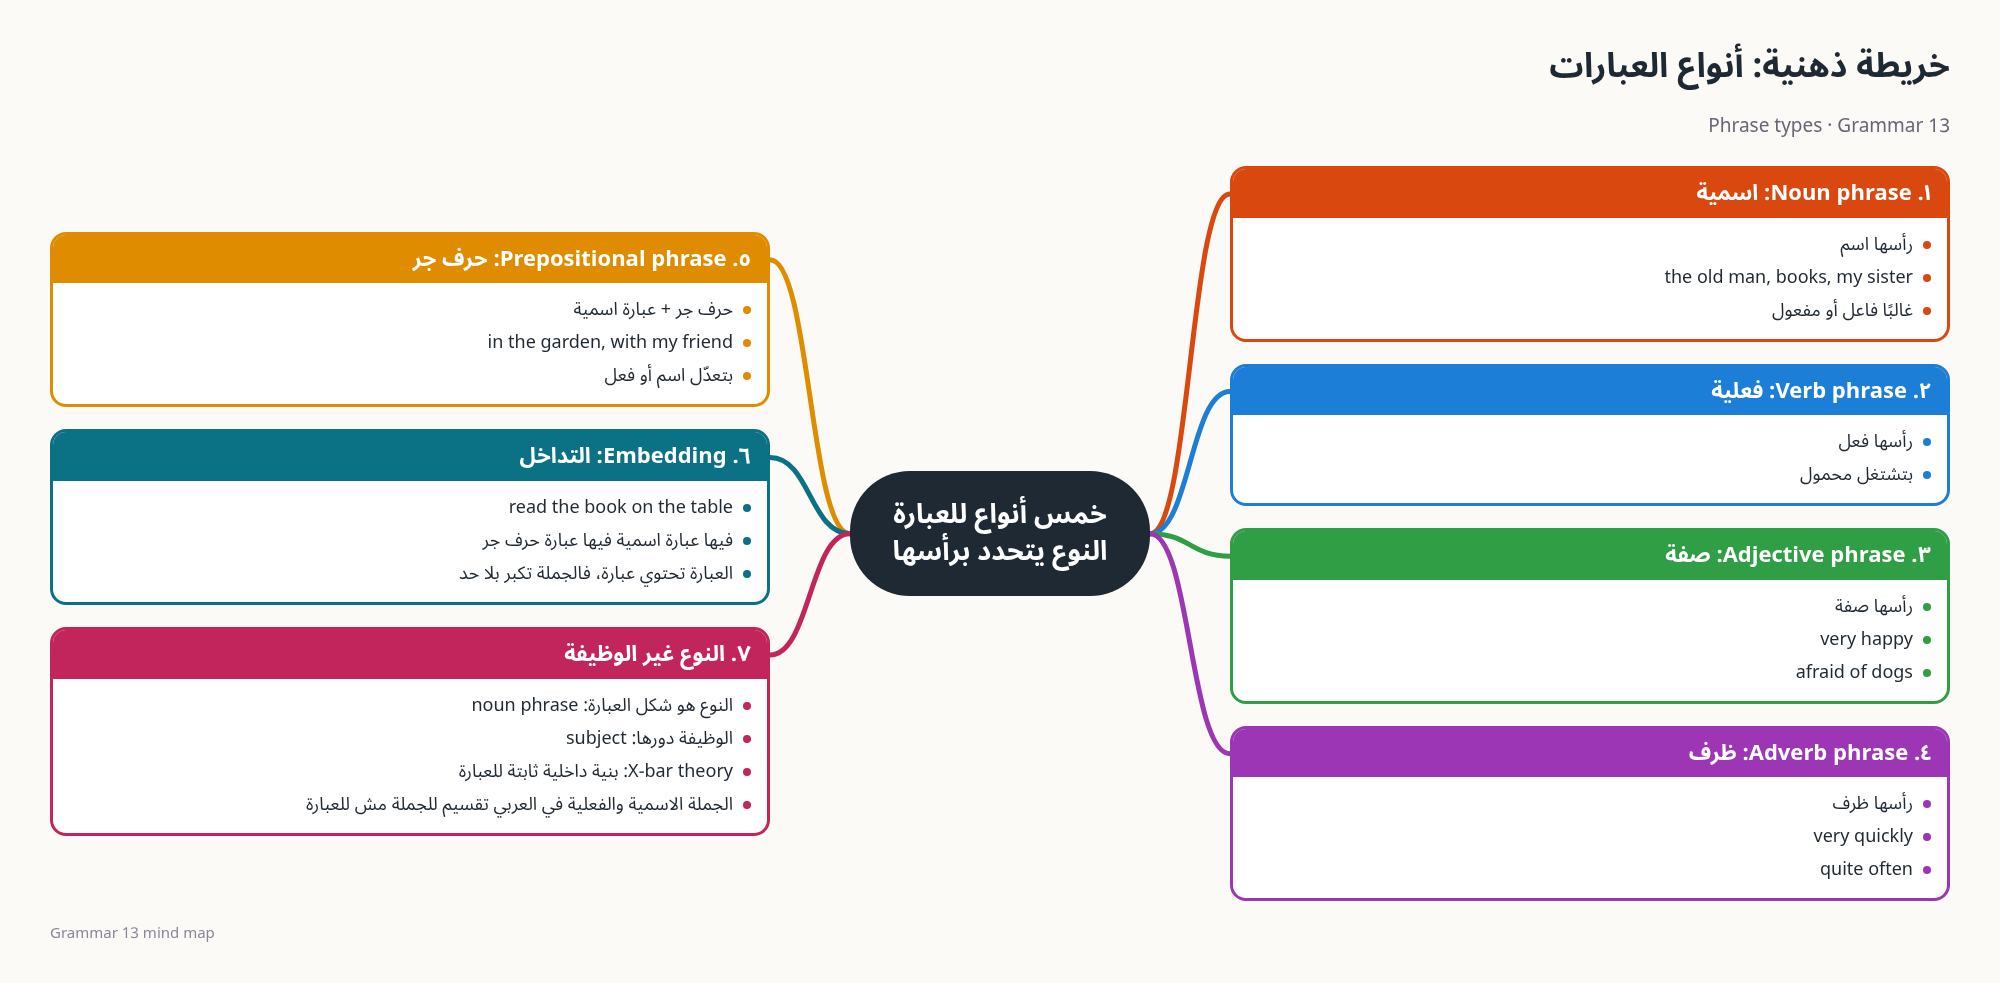 خريطة ذهنية: أنواع العبارات
Phrase types · Grammar 13
١. Noun phrase: اسمية
رأسها اسم
the old man, books, my sister
غالبًا فاعل أو مفعول
٢. Verb phrase: فعلية
رأسها فعل
بتشتغل محمول
٣. Adjective phrase: صفة
رأسها صفة
very happy
afraid of dogs
٤. Adverb phrase: ظرف
رأسها ظرف
very quickly
quite often
خمس أنواع للعبارة
النوع يتحدد برأسها
٥. Prepositional phrase: حرف جر
حرف جر + عبارة اسمية
in the garden, with my friend
بتعدّل اسم أو فعل
٦. Embedding: التداخل
read the book on the table
فيها عبارة اسمية فيها عبارة حرف جر
العبارة تحتوي عبارة، فالجملة تكبر بلا حد
٧. النوع غير الوظيفة
النوع هو شكل العبارة: noun phrase
الوظيفة دورها: subject
X-bar theory: بنية داخلية ثابتة للعبارة
الجملة الاسمية والفعلية في العربي تقسيم للجملة مش للعبارة
Grammar 13 mind map